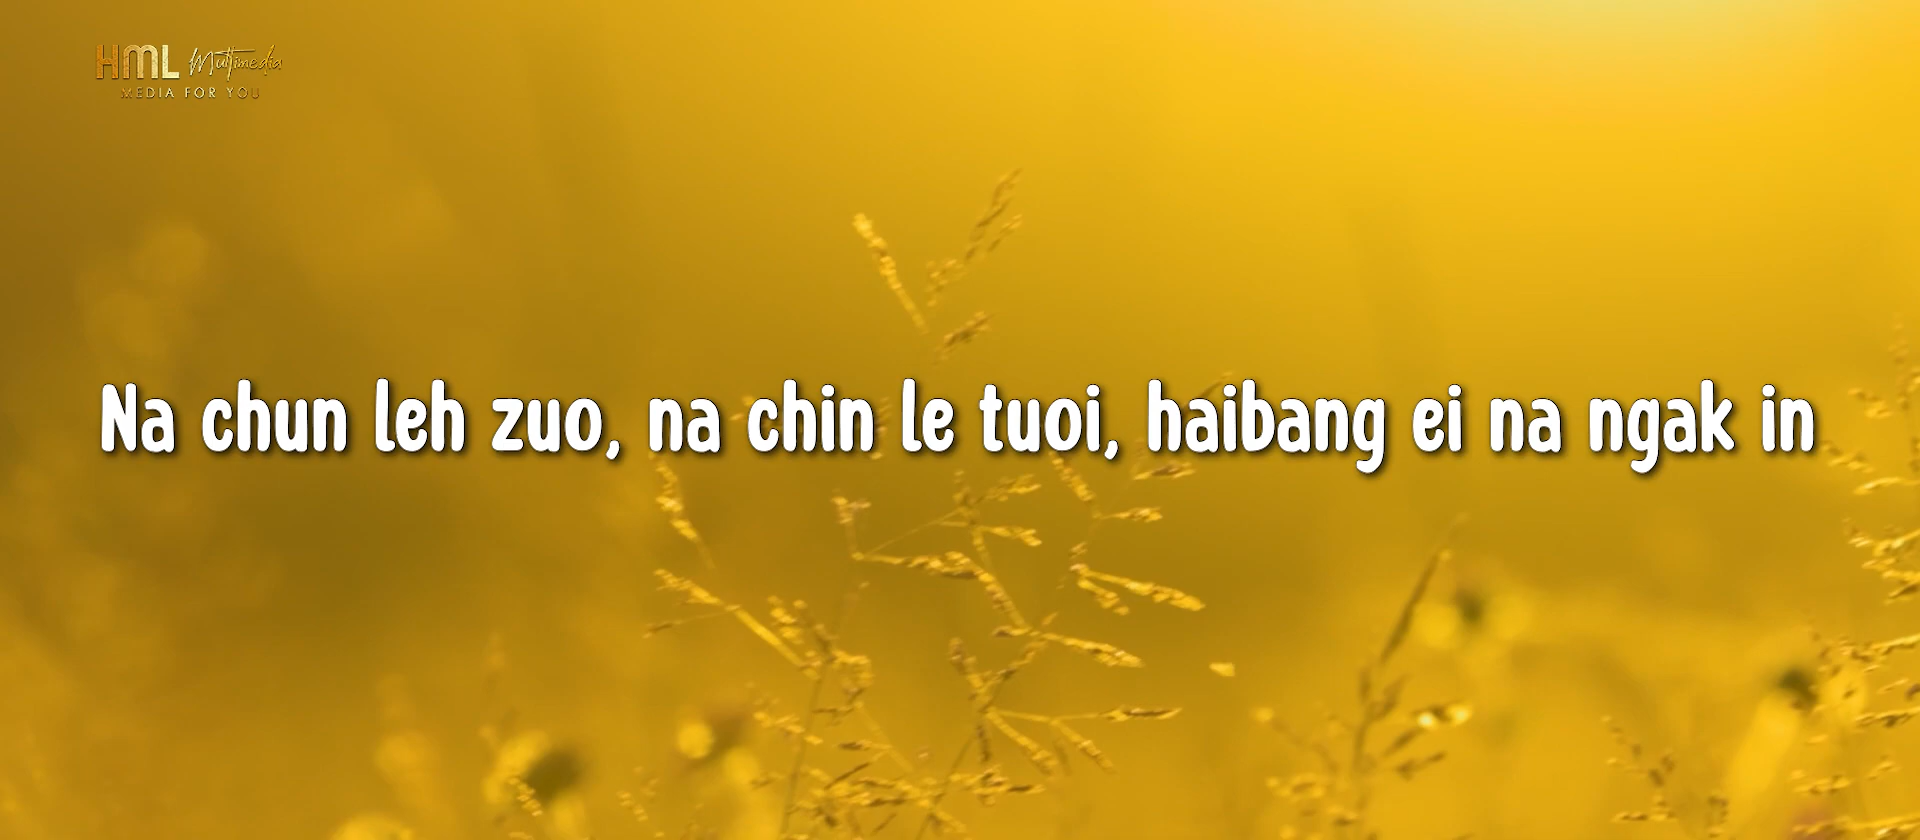 HML Multimedia
MEDIA FOR YOU
Na chun leh zuo, na chin le tuoi, haibang ei na ngak in